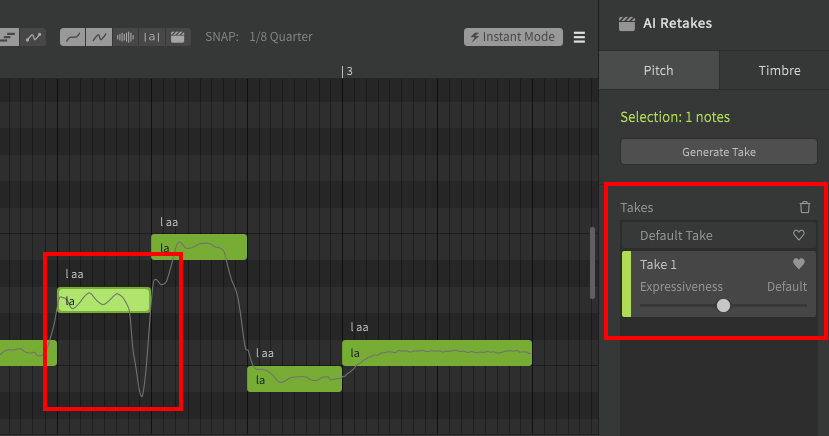 |a|
SNAP: 1/8 Quarter
Instant Mode
3
AI Retakes
Pitch
Timbre
Selection: 1 notes
Generate Take
Takes
Default Take
Take 1
Expressiveness Default
l aa
la
l aa
la
l aa
la
l aa
la